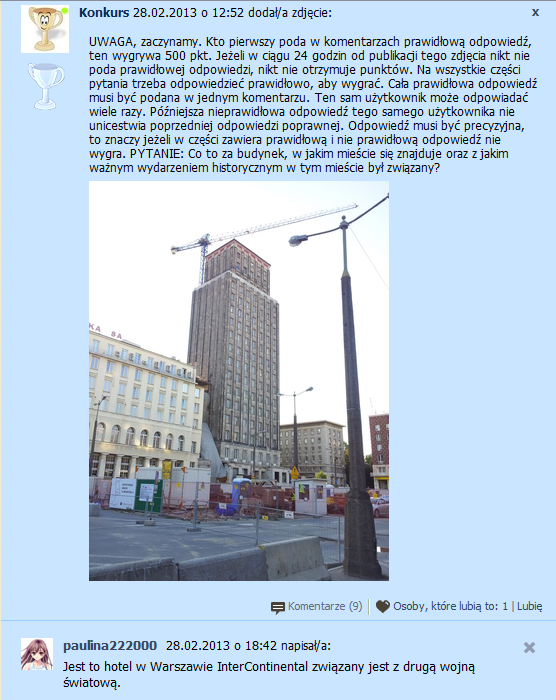 Konkurs 28.02.2013 o 12:52 dodał/a zdjęcie:
x
UWAGA, zaczynamy. Kto pierwszy poda w komentarzach prawidłową odpowiedź,
ten wygrywa 500 pkt. Jeżeli w ciągu 24 godzin od publikacji tego zdjęcia nikt nie
poda prawidłowej odpowiedzi, nikt nie otrzymuje punktów. Na wszystkie części
pytania trzeba odpowiedzieć prawidłowo, aby wygrać. Cała prawidłowa odpowiedź
musi być podana w jednym komentarzu. Ten sam użytkownik może odpowiadać
wiele razy. Późniejsza nieprawidłowa odpowiedź tego samego użytkownika nie
unicestwia poprzedniej odpowiedzi poprawnej. Odpowiedź musi być precyzyjna,
to znaczy jeżeli w części zawiera prawidłową i nie prawidłową odpowiedź nie
wygra. PYTANIE: Co to za budynek, w jakim mieście się znajduje oraz z jakim
ważnym wydarzeniem historycznym w tym mieście był związany?
KA SA
Komentarze (9) | Osoby, które lubią to: 1 | Lubię
paulina222000 28.02.2013 o 18:42 napisał/a:
Jest to hotel w Warszawie InterContinental związany jest z drugą wojną
światową.